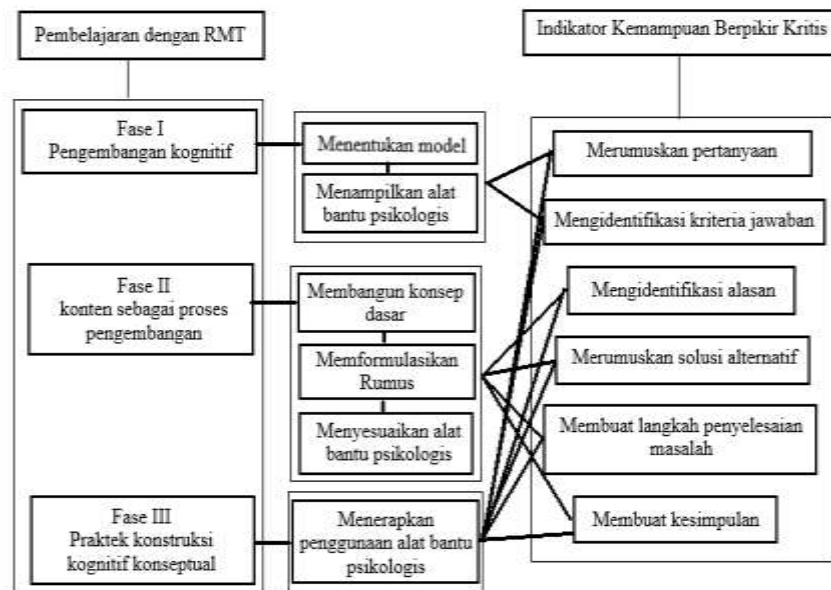 Pembelajaran dengan RMT
Indikator Kemampuan Berpikir Kritis
Fase I
Pengembangan kognitif
Menentukan model
Menampilkan alat
bantu psikologis
Merumuskan pertanyaan
Mengidentifikasi kriteria jawaban
Fase II
konten sebagai proses
pengembangan
Membangun konsep
dasar
Memformulasikan
Rumus
Menyesuaikan alat
bantu psikologis
Mengidentifikasi alasan
Merumuskan solusi alternatif
Membuat langkah penyelesaian
masalah
Fase III
Praktek konstruksi
kognitif konseptual
Menerapkan
penggunaan alat bantu
psikologis
Membuat kesimpulan